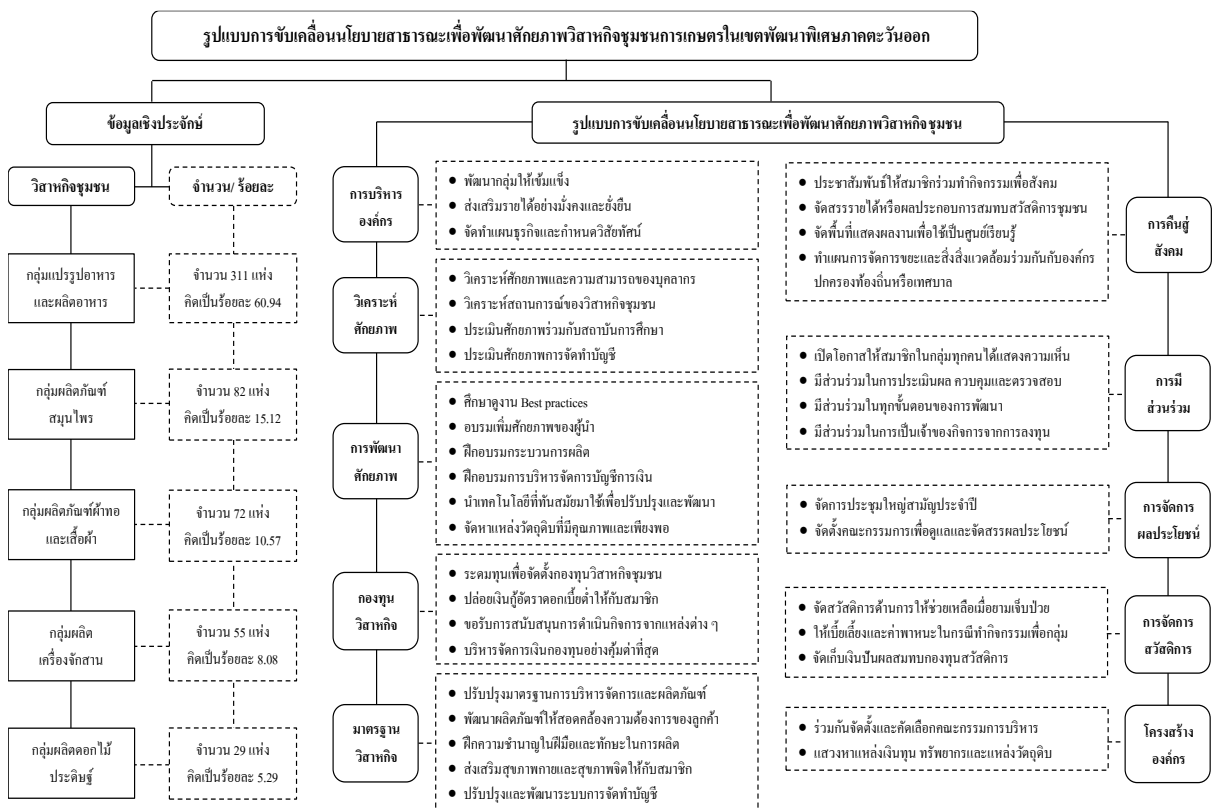 รูปแบบการขับเคลื่อนนโยบายสาธารณะเพื่อพัฒนาศักยภาพวิสาหกิจชุมชนการเกษตรในเขตพัฒนาพิเศษภาคตะวันออก
ข้อมูลเชิงประจักษ์
วิสาหกิจชุมชน
จำนวน/ ร้อยละ
กลุ่มแปรรูปอาหาร
และผลิตอาหาร
จำนวน 311 แห่ง
คิดเป็นร้อยละ 60.94
กลุ่มผลิตภัณฑ์
สมุนไพร
จำนวน 82 แห่ง
คิดเป็นร้อยละ 15.12
กลุ่มผลิตภัณฑ์ผ้าทอ
และเสื้อผ้า
จำนวน 72 แห่ง
คิดเป็นร้อยละ 10.57
กลุ่มผลิต
เครื่องจักสาน
จำนวน 55 แห่ง
คิดเป็นร้อยละ 8.08
กลุ่มผลิตดอกไม้
ประดิษฐ์
จำนวน 29 แห่ง
คิดเป็นร้อยละ 5.29
รูปแบบการขับเคลื่อนนโยบายสาธารณะเพื่อพัฒนาศักยภาพวิสาหกิจชุมชน
การบริหาร
องค์กร
• พัฒนากลุ่มให้เข้มแข็ง
• ส่งเสริมรายได้อย่างมั่งคงและยั่งยืน
• จัดทำแผนธุรกิจและกำหนดวิสัยทัศน์
วิเคราะห์
ศักยภาพ
• วิเคราะห์ศักยภาพและความสามารถของบุคลากร
• วิเคราะห์สถานการณ์ของวิสาหกิจชุมชน
• ประเมินศักยภาพร่วมกับสถาบันการศึกษา
• ประเมินศักยภาพการจัดทำบัญชี
การพัฒนา
ศักยภาพ
• ศึกษาดูงาน Best practices
• อบรมเพิ่มศักยภาพของผู้นำ
• ฝึกอบรมกระบวนการผลิต
• ฝึกอบรมการบริหารจัดการบัญชีการเงิน
• นำเทคโนโลยีที่ทันสมัยมาใช้เพื่อปรับปรุงและพัฒนา
• จัดหาแหล่งวัตถุดิบที่มีคุณภาพและเพียงพอ
กองทุน
วิสาหกิจ
• ระดมทุนเพื่อจัดตั้งกองทุนวิสาหกิจชุมชน
• ปล่อยเงินกู้อัตราดอกเบี้ยต่ำให้กับสมาชิก
• ขอรับการสนับสนุนการดำเนินกิจการจากแหล่งต่าง ๆ
• บริหารจัดการเงินกองทุนอย่างคุ้มค่าที่สุด
มาตรฐาน
วิสาหกิจ
• ปรับปรุงมาตรฐานการบริหารจัดการและผลิตภัณฑ์
• พัฒนาผลิตภัณฑ์ให้สอดคล้องความต้องการของลูกค้า
• ฝึกความชำนาญในฝีมือและทักษะในการผลิต
• ส่งเสริมสุขภาพกายและสุขภาพจิตให้กับสมาชิก
• ปรับปรุงและพัฒนาระบบการจัดทำบัญชี
• ประชาสัมพันธ์ให้สมาชิกร่วมทำกิจกรรมเพื่อสังคม
• จัดสรรรายได้หรือผลประกอบการสมทบสวัสดิการชุมชน
• จัดพื้นที่แสดงผลงานเพื่อใช้เป็นศูนย์เรียนรู้
• ทำแผนการจัดการขยะและสิ่งสิ่งแวดล้อมร่วมกันกับองค์กร
ปกครองท้องถิ่นหรือเทศบาล
การคืนสู่
สังคม
• เปิดโอกาสให้สมาชิกในกลุ่มทุกคนได้แสดงความเห็น
• มีส่วนร่วมในการประเมินผล ควบคุมและตรวจสอบ
• มีส่วนร่วมในทุกขั้นตอนของการพัฒนา
• มีส่วนร่วมในการเป็นเจ้าของกิจการจากการลงทุน
การมี
ส่วนร่วม
• จัดการประชุมใหญ่สามัญประจำปี
• จัดตั้งคณะกรรมการเพื่อดูแลและจัดสรรผลประโยชน์
การจัดการ
ผลประโยชน์
• จัดสวัสดิการด้านการให้ช่วยเหลือเมื่อยามเจ็บป่วย
• ให้เบี้ยเลี้ยงและค่าพาหนะในกรณีทำกิจกรรมเพื่อกลุ่ม
• จัดเก็บเงินปันผลสมทบกองทุนสวัสดิการ
การจัดการ
สวัสดิการ
• ร่วมกันจัดตั้งและคัดเลือกคณะกรรมการบริหาร
• แสวงหาแหล่งเงินทุน ทรัพยากรและแหล่งวัตถุดิบ
โครงสร้าง
องค์กร